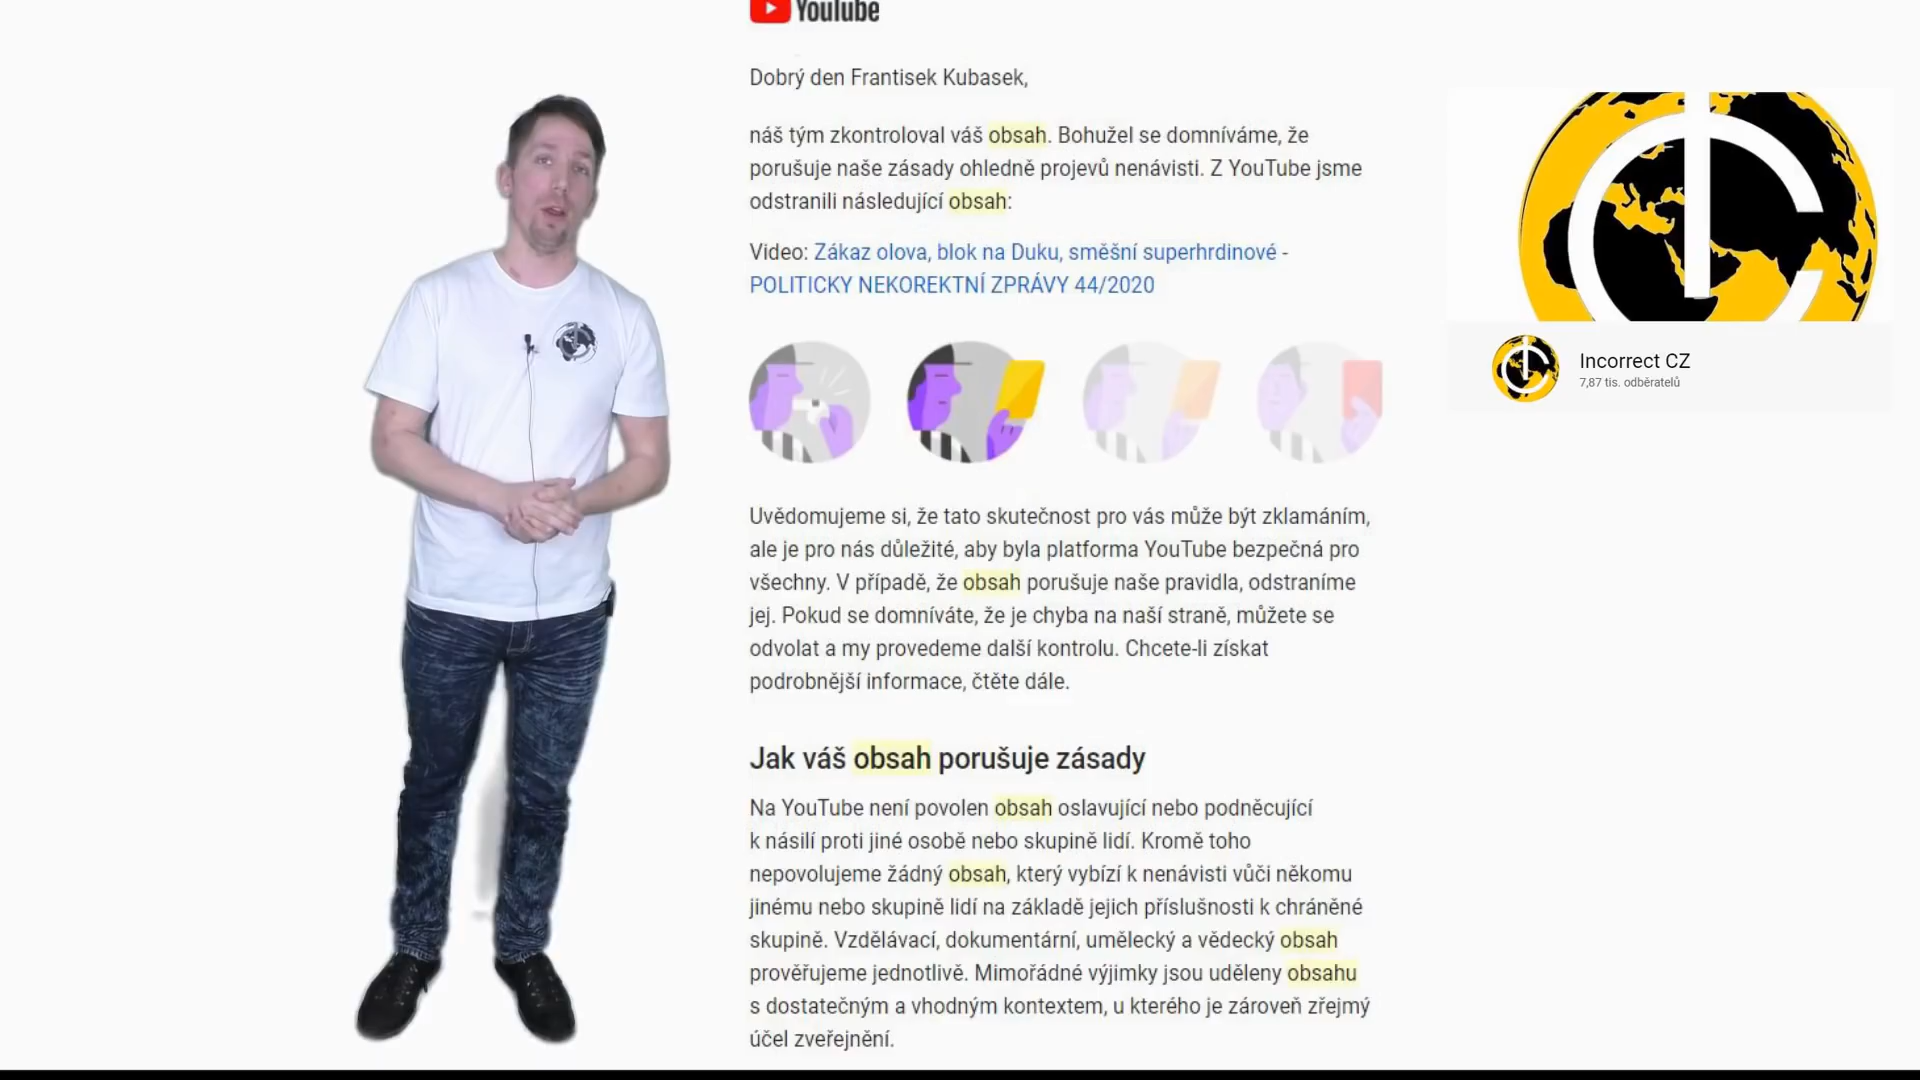 YouTube
Dobrý den Frantisek Kubasek,
náš tým zkontroloval váš obsah. Bohužel se domníváme, že
porušuje naše zásady ohledně projevů nenávisti. Z YouTube jsme
odstranili následující obsah:
Video: Zákaz olova, blok na Duku, směšní superhrdinové -
POLITICKY NEKOREKTNÍ ZPRÁVY 44/2020
Uvědomujeme si, že tato skutečnost pro vás může být zklamáním,
ale je pro nás důležité, aby byla platforma YouTube bezpečná pro
všechny. V případě, že obsah porušuje naše pravidla, odstraníme
jej. Pokud se domníváte, že je chyba na naší straně, můžete se
odvolat a my provedeme další kontrolu. Chcete-li získat
podrobnější informace, čtěte dále.
Jak váš obsah porušuje zásady
Na YouTube není povolen obsah oslavující nebo podněcující
k násilí proti jiné osobě nebo skupině lidí. Kromě toho
nepovolujeme žádný obsah, který vybízí k nenávisti vůči někomu
jinému nebo skupině lidí na základě jejich příslušnosti k chráněné
skupině. Vzdělávací, dokumentární, umělecký a vědecký obsah
prověřujeme jednotlivě. Mimořádné výjimky jsou uděleny obsahu
s dostatečným a vhodným kontextem, u kterého je zároveň zřejmý
účel zveřejnění.
Incorrect CZ
7,87 tis. odběratelů